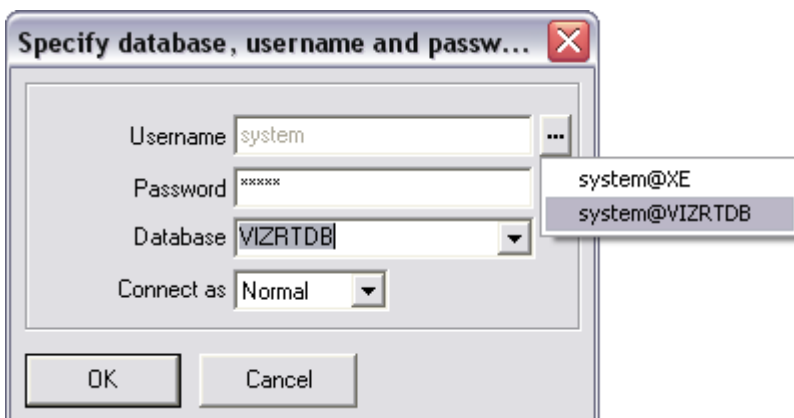 Specify database, username and passw...
Username system ...
Password *****
system@XE
system@VIZRTDB
Database VIZRTDB
Connect as Normal
OK Cancel